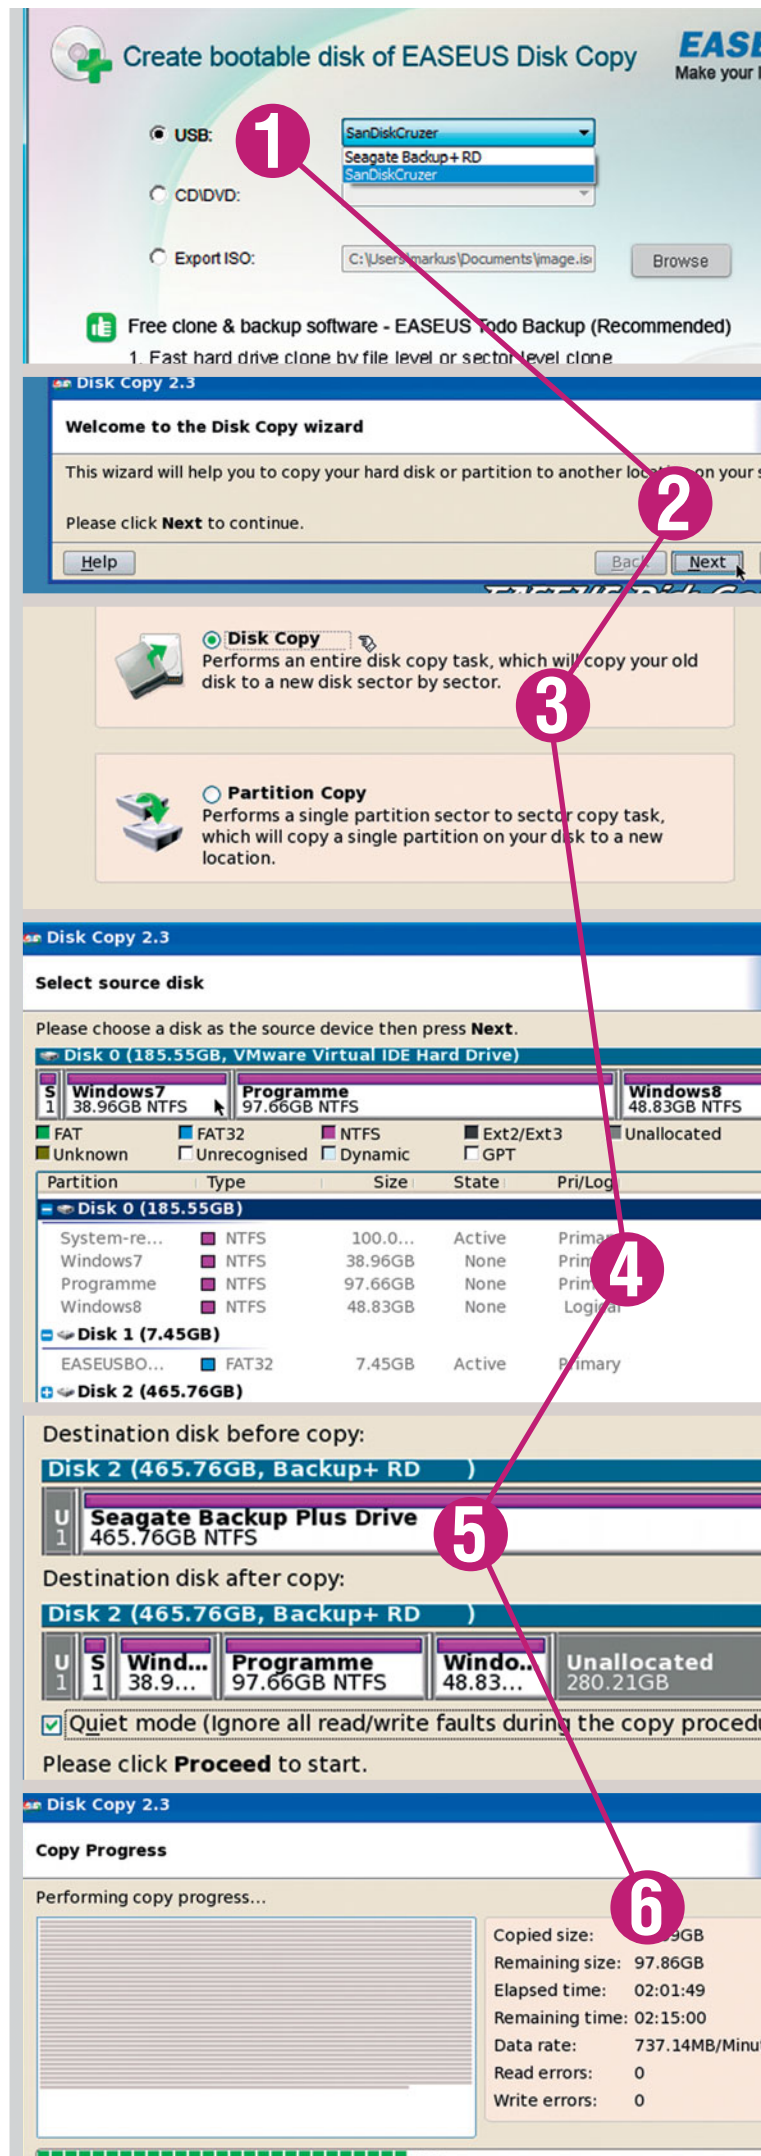 Create bootable disk of EASEUS Disk Copy
Make your
1
USB:
SanDiskCruzer
Seagate Backup+ RD
SanDiskCruzer
CD\DVD:
Export ISO:
C:\Users\markus\Documents\image.is
Browse
Free clone & backup software - EASEUS Todo Backup (Recommended)
1. Fast hard drive clone by file level or sector level clone
Disk Copy 2.3
Welcome to the Disk Copy wizard
This wizard will help you to copy your hard disk or partition to another location on your s
2
Please click Next to continue.
Help
Back
Next
Disk Copy
Performs an entire disk copy task, which will copy your old
disk to a new disk sector by sector.
3
Partition Copy
Performs a single partition sector to sector copy task,
which will copy a single partition on your disk to a new
location.
Disk Copy 2.3
Select source disk
Please choose a disk as the source device then press Next.
Disk 0 (185.55GB, VMware Virtual IDE Hard Drive)
S Windows7 Programme Windows8
1 38.96GB NTFS 97.66GB NTFS 48.83GB NTFS
FAT FAT32 NTFS Ext2/Ext3 Unallocated
Unknown Unrecognised Dynamic GPT
Partition Type Size State Pri/Log
Disk 0 (185.55GB)
System-re... NTFS 100.0... Active Primary
Windows7 NTFS 38.96GB None Prim
4
Programme NTFS 97.66GB None Prim
Windows8 NTFS 48.83GB None Logical
Disk 1 (7.45GB)
EASEUSBO... FAT32 7.45GB Active Primary
Disk 2 (465.76GB)
Destination disk before copy:
Disk 2 (465.76GB, Backup+ RD )
U Seagate Backup Plus Drive
1 465.76GB NTFS
5
Destination disk after copy:
Disk 2 (465.76GB, Backup+ RD )
U S Wind... Programme Windo.. Unallocated
1 1 38.9... 97.66GB NTFS 48.83... 280.21GB
Quiet mode (Ignore all read/write faults during the copy procedu
Please click Proceed to start.
Disk Copy 2.3
Copy Progress
Performing copy progress...
6
Copied size:
Remaining size: 97.86GB
Elapsed time: 02:01:49
Remaining time: 02:15:00
Data rate: 737.14MB/Minu
Read errors: 0
Write errors: 0